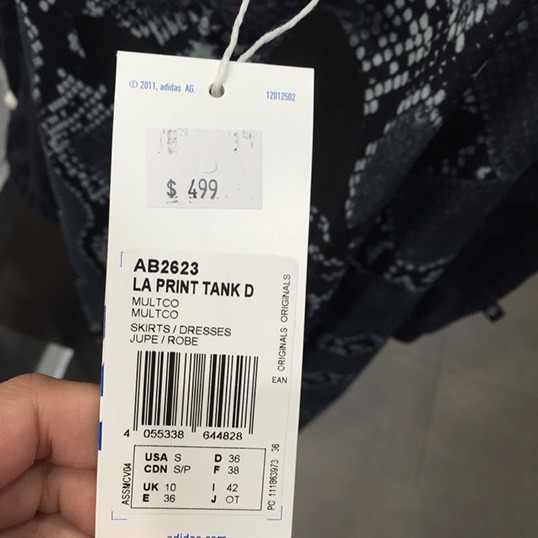 © 2011, adidas AG.
12012502
$ 499
AB2623
LA PRINT TANK D
MULTCO
MULTCO
SKIRTS / DRESSES
JUPE / ROBE
ORIGINALS ORIGINALS
EAN
4 055338 644828
USA S D 36
CDN S/P F 38
UK 10 I 42
E 36 J OT
ASSMCV04
PC 111863973 36
adidas.com